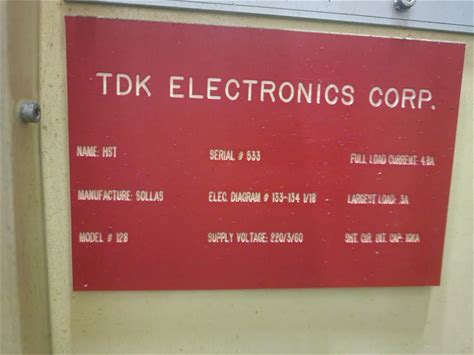 TDK ELECTRONICS CORP.
NAME: HST SERIAL # 533 FULL LOAD CURRENT: 4.8A
MANUFACTURE: SOLLAS ELEC. DIAGRAM # 133-134 1/18 LARGEST LOAD: 3A
MODEL # 128 SUPPLY VOLTAGE: 220/3/60 SHT. CIR. INT. CAP: 10KA